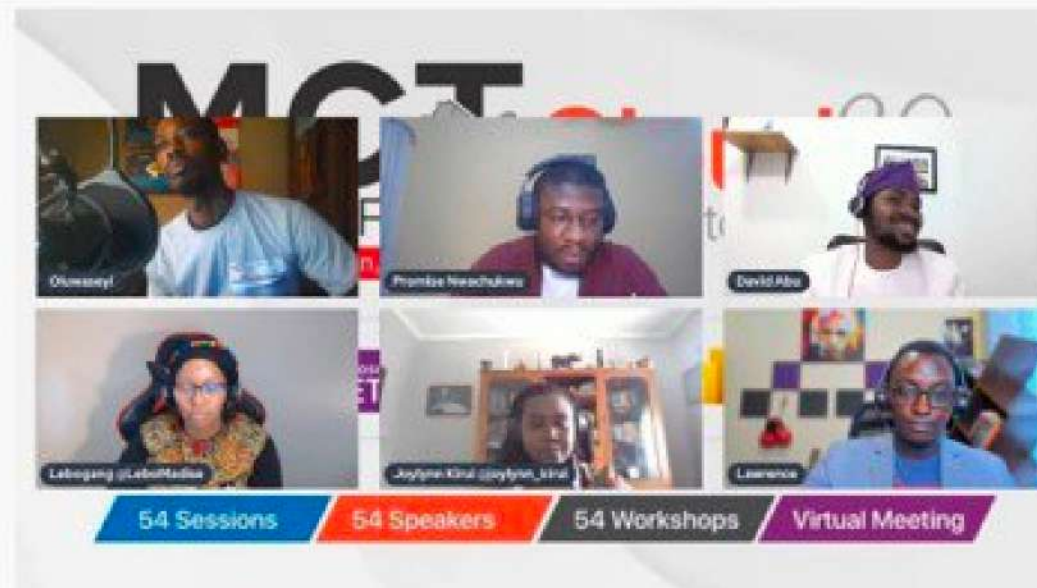 MCT
Oluwaseyi
Promise Nwachukwu
David Abu
Lebogang @LeboMadise
Joylynn Kirui @joylynn_kirui
Lawrence
54 Sessions
54 Speakers
54 Workshops
Virtual Meeting